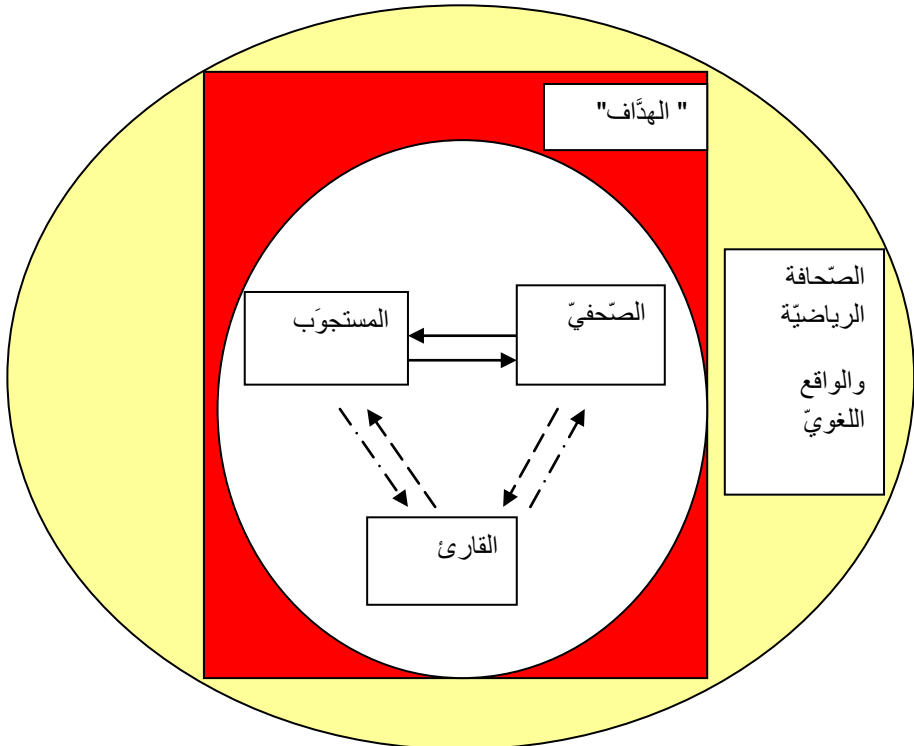 " الهدَّاف"
الصّحافة
الرياضيّة
والواقع
اللغويّ
الصّحفيّ
المستجوَب
القارئ